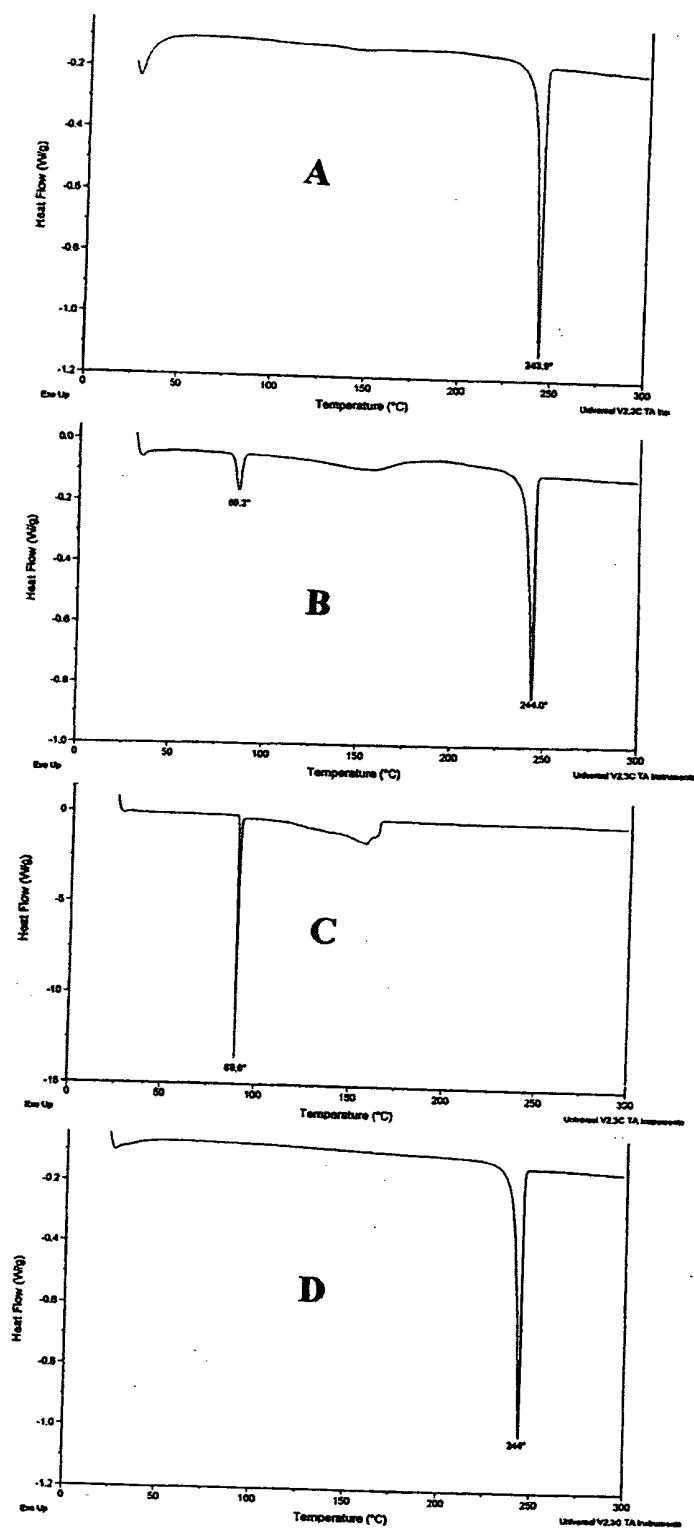 -0.2
-0.4
-0.6
-0.8
-1.0
-1.2
Heat Flow (W/g)
A
243.9°
0 50 100 150 200 250 300
Exo Up Temperature (°C) Universal V2.3C TA Ins
0.0
-0.2
-0.4
-0.6
-0.8
-1.0
Heat Flow (W/g)
B
244.0°
0 50 100 150 200 250 300
Exo Up Temperature (°C) Universal V2.3C TA Instruments
0
-5
-10
-15
Heat Flow (W/g)
C
0 50 100 150 200 250 300
Exo Up Temperature (°C) Universal V2.3C TA Instruments
-0.2
-0.4
-0.6
-0.8
-1.0
-1.2
Heat Flow (W/g)
D
244°
0 50 100 150 200 250 300
Exo Up Temperature (°C) Universal V2.3C TA Instruments